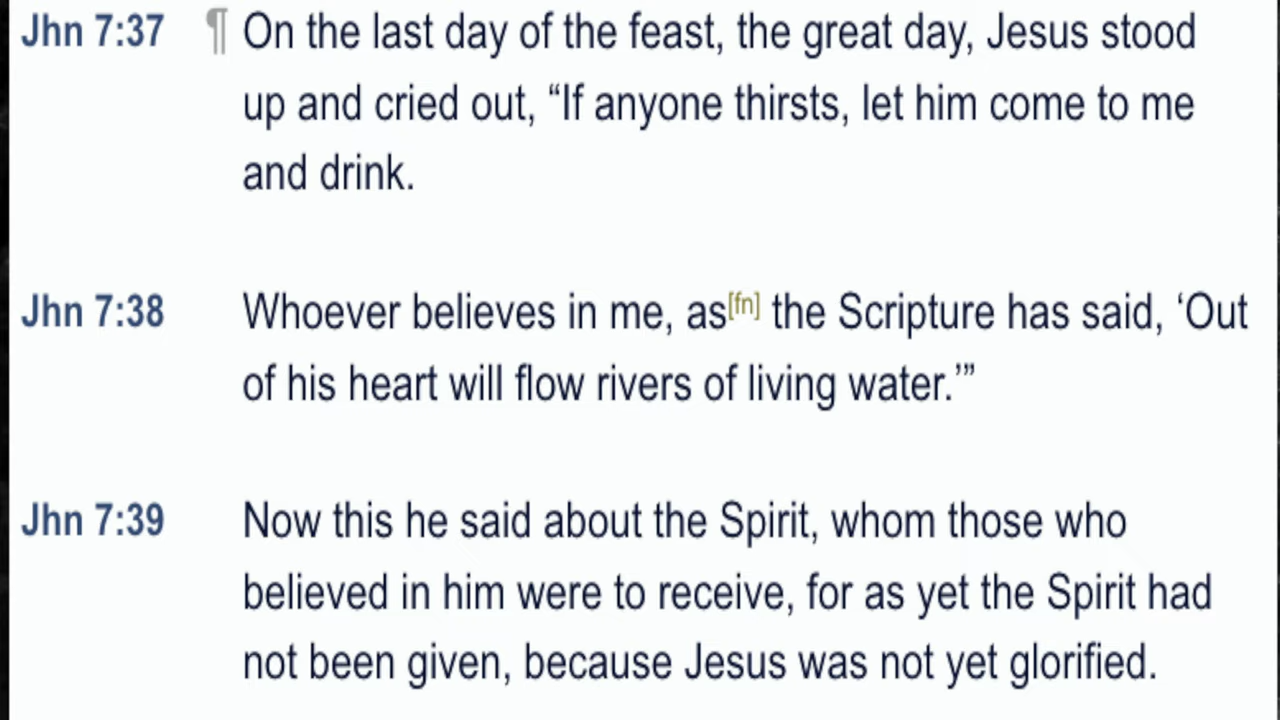 Jhn 7:37 ¶ On the last day of the feast, the great day, Jesus stood
up and cried out, “If anyone thirsts, let him come to me
and drink.
Jhn 7:38 Whoever believes in me, as[fn] the Scripture has said, ‘Out
of his heart will flow rivers of living water.’”
Jhn 7:39 Now this he said about the Spirit, whom those who
believed in him were to receive, for as yet the Spirit had
not been given, because Jesus was not yet glorified.